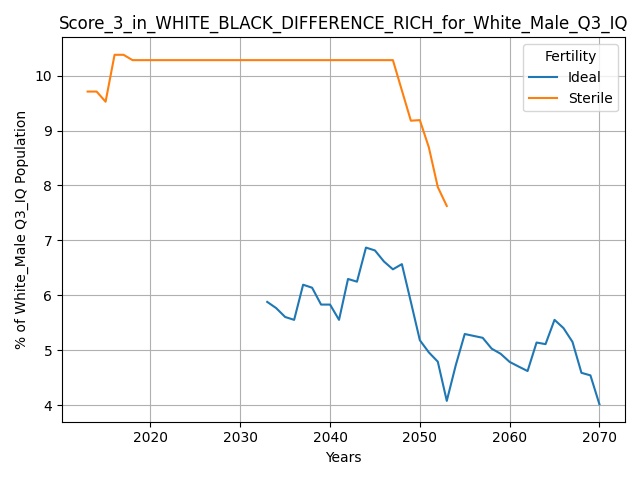 Score_3_in_WHITE_BLACK_DIFFERENCE_RICH_for_White_Male_Q3_IQ
Fertility
Ideal
Sterile
% of White_Male Q3_IQ Population
10
9
8
7
6
5
4
2020 2030 2040 2050 2060 2070
Years